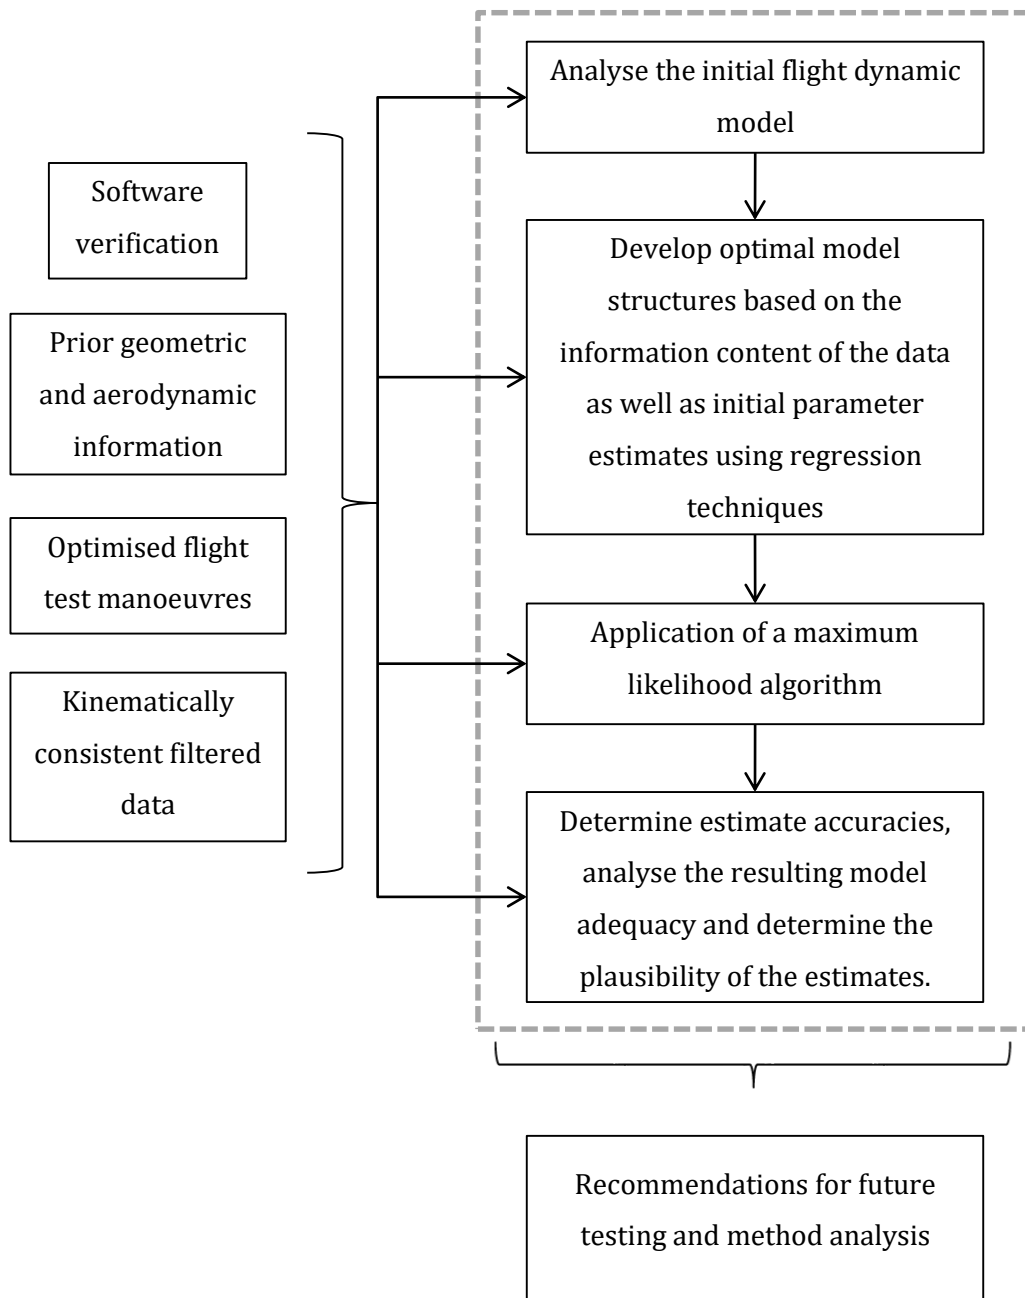 Software
verification
Prior geometric
and aerodynamic
information
Optimised flight
test manoeuvres
Kinematically
consistent filtered
data
Analyse the initial flight dynamic
model
Develop optimal model
structures based on the
information content of the data
as well as initial parameter
estimates using regression
techniques
Application of a maximum
likelihood algorithm
Determine estimate accuracies,
analyse the resulting model
adequacy and determine the
plausibility of the estimates.
Recommendations for future
testing and method analysis